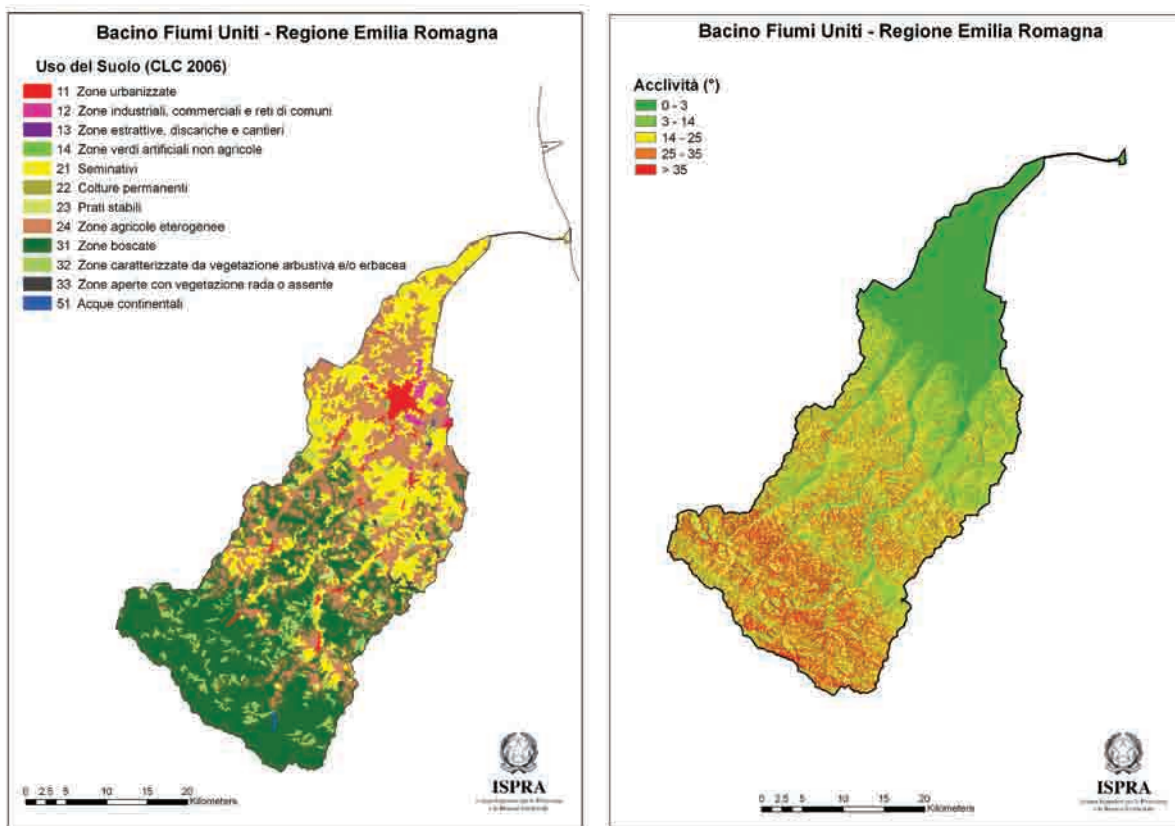 Bacino Fiumi Uniti - Regione Emilia Romagna
Uso del Suolo (CLC 2006)
11 Zone urbanizzate
12 Zone industriali, commerciali e reti di comuni
13 Zone estrattive, discariche e cantieri
14 Zone verdi artificiali non agricole
21 Seminativi
22 Colture permanenti
23 Prati stabili
24 Zone agricole eterogenee
31 Zone boscate
32 Zone caratterizzate da vegetazione arbustiva e/o erbacea
33 Zone aperte con vegetazione rada o assente
51 Acque continentali
0 2.5 5 10 15 20
Kilometers
ISPRA
Bacino Fiumi Uniti - Regione Emilia Romagna
Acclività (°)
0 - 3
3 - 14
14 - 25
25 - 35
> 35
0 2.5 5 10 15 20
Kilometers
ISPRA